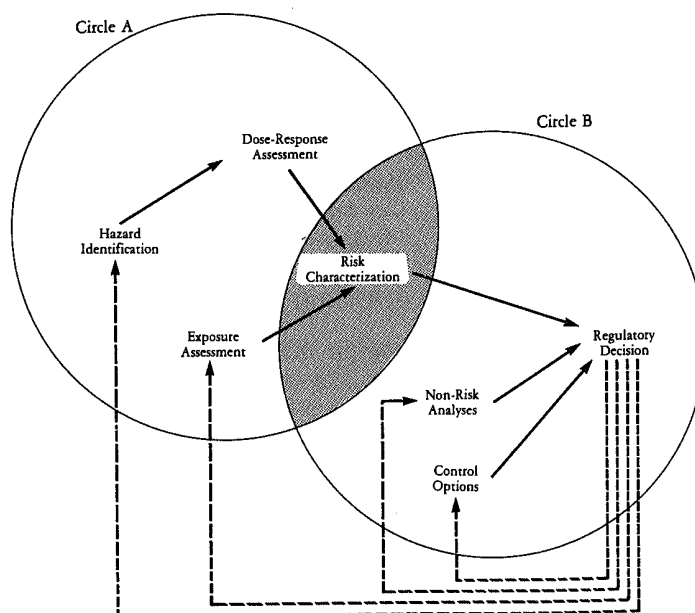 Circle A
Circle B
Dose-Response
Assessment
Hazard
Identification
Risk
Characterization
Exposure
Assessment
Regulatory
Decision
Non-Risk
Analyses
Control
Options